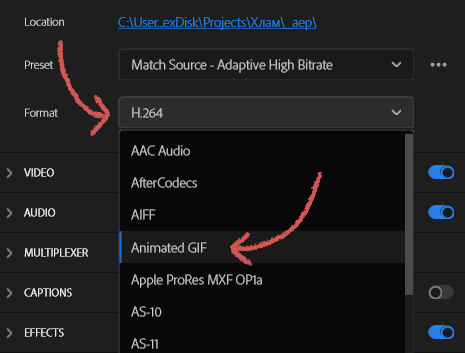 Location C:\User..exDisk\Projects\Хлам\_aep\
Preset Match Source - Adaptive High Bitrate
Format H.264
AAC Audio
VIDEO
AfterCodecs
AUDIO
AIFF
Animated GIF
MULTIPLEXER
Apple ProRes MXF OP1a
CAPTIONS
AS-10
EFFECTS
AS-11